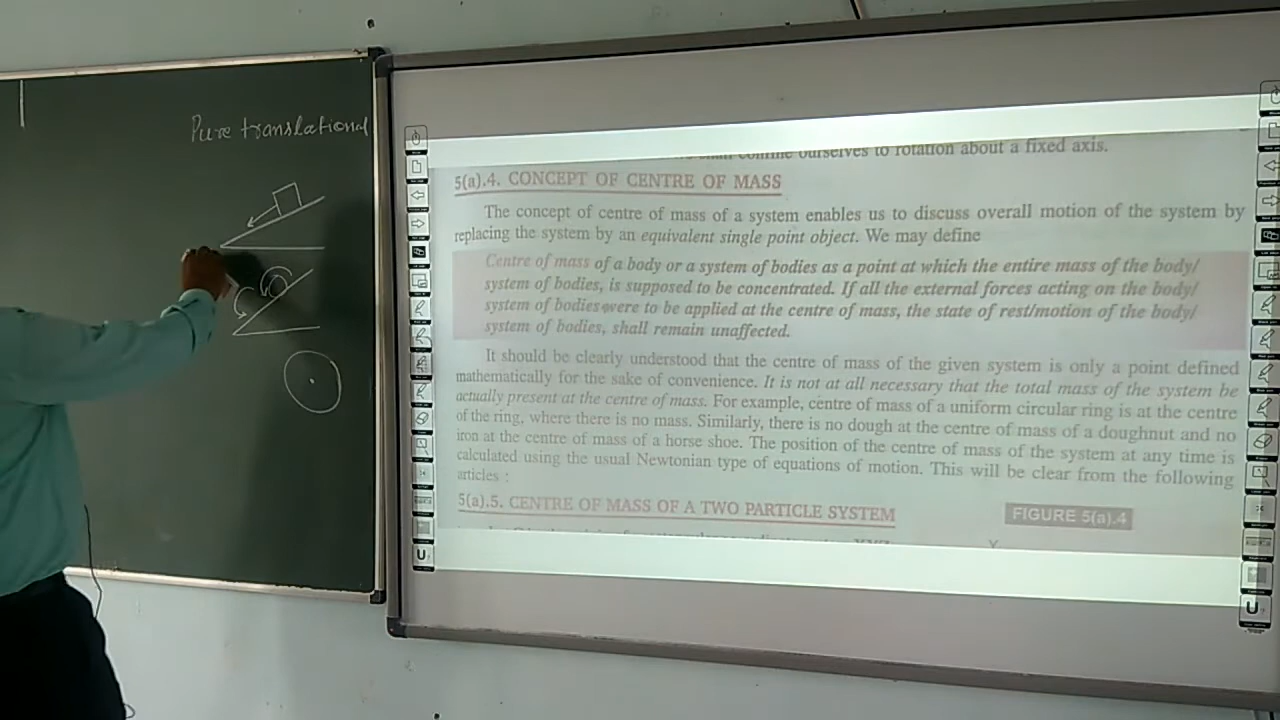 Pure translational
ourselves to rotation about a fixed axis.
5(a).4. CONCEPT OF CENTRE OF MASS
The concept of centre of mass of a system enables us to discuss overall motion of the system by
replacing the system by an equivalent single point object. We may define
Centre of mass of a body or a system of bodies as a point at which the entire mass of the body/
system of bodies, is supposed to be concentrated. If all the external forces acting on the body/
system of bodies were to be applied at the centre of mass, the state of rest/motion of the body/
system of bodies, shall remain unaffected.
It should be clearly understood that the centre of mass of the given system is only a point defined
mathematically for the sake of convenience. It is not at all necessary that the total mass of the system be
actually present at the centre of mass. For example, centre of mass of a uniform circular ring is at the centre
of the ring, where there is no mass. Similarly, there is no dough at the centre of mass of a doughnut and no
iron at the centre of mass of a horse shoe. The position of the centre of mass of the system at any time is
calculated using the usual Newtonian type of equations of motion. This will be clear from the following
articles :
5(a).5. CENTRE OF MASS OF A TWO PARTICLE SYSTEM
FIGURE 5(a).4
Y